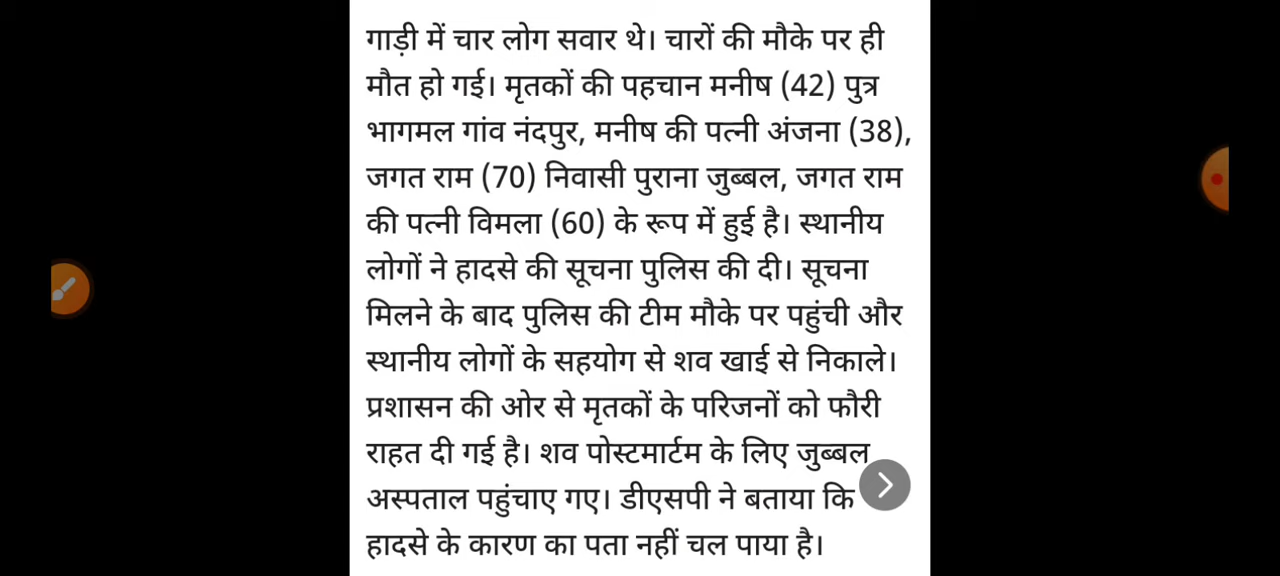 गाड़ी में चार लोग सवार थे। चारों की मौके पर ही
मौत हो गई। मृतकों की पहचान मनीष (42) पुत्र
भागमल गांव नंदपुर, मनीष की पत्नी अंजना (38),
जगत राम (70) निवासी पुराना जुब्बल, जगत राम
की पत्नी विमला (60) के रूप में हुई है। स्थानीय
लोगों ने हादसे की सूचना पुलिस की दी। सूचना
मिलने के बाद पुलिस की टीम मौके पर पहुंची और
स्थानीय लोगों के सहयोग से शव खाई से निकाले।
प्रशासन की ओर से मृतकों के परिजनों को फौरी
राहत दी गई है। शव पोस्टमार्टम के लिए जुब्बल
अस्पताल पहुंचाए गए। डीएसपी ने बताया कि
हादसे के कारण का पता नहीं चल पाया है।